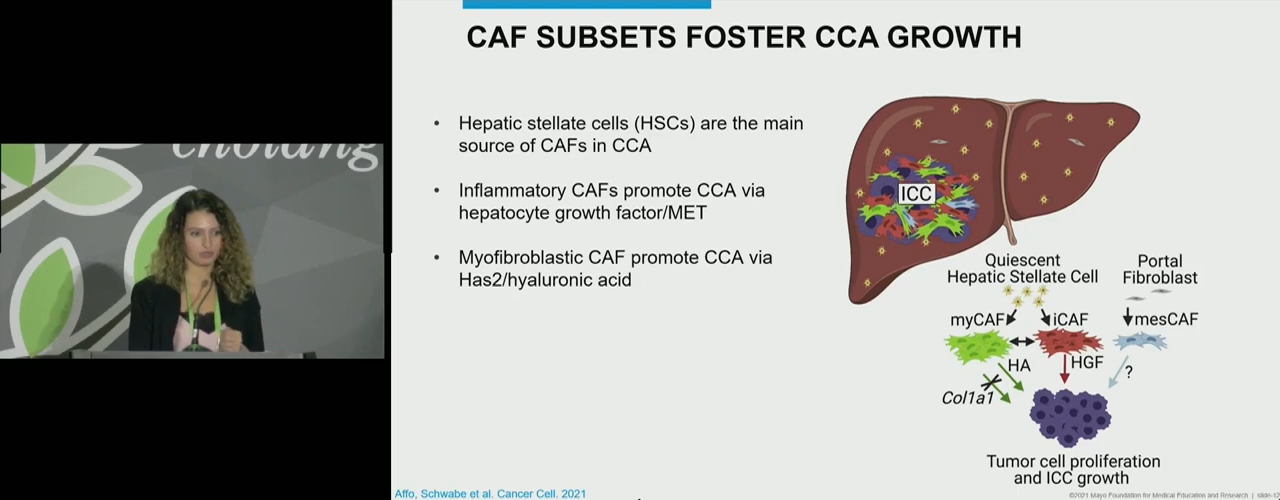 cholang
CAF SUBSETS FOSTER CCA GROWTH
• Hepatic stellate cells (HSCs) are the main
source of CAFs in CCA
• Inflammatory CAFs promote CCA via
hepatocyte growth factor/MET
• Myofibroblastic CAF promote CCA via
Has2/hyaluronic acid
ICC
Quiescent
Hepatic Stellate Cell
Portal
Fibroblast
myCAF
iCAF
mesCAF
HA
HGF
?
Col1a1
Tumor cell proliferation
and ICC growth
Affo, Schwabe et al. Cancer Cell. 2021
©2021 Mayo Foundation for Medical Education and Research | slide-12